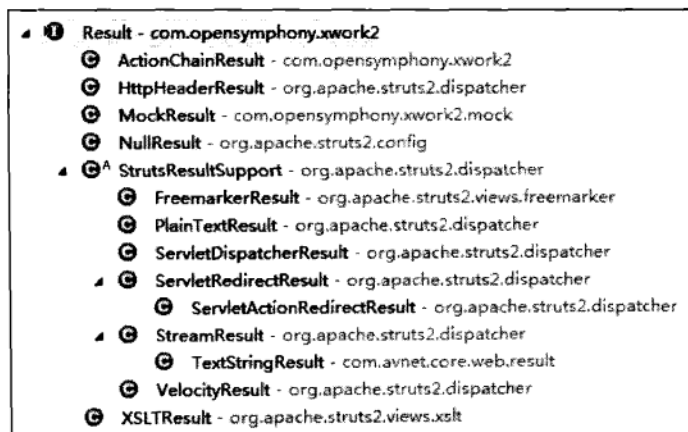 Result - com.opensymphony.xwork2
ActionChainResult - com.opensymphony.xwork2
HttpHeaderResult - org.apache.struts2.dispatcher
MockResult - com.opensymphony.xwork2.mock
NullResult - org.apache.struts2.config
StrutsResultSupport - org.apache.struts2.dispatcher
FreemarkerResult - org.apache.struts2.views.freemarker
PlainTextResult - org.apache.struts2.dispatcher
ServletDispatcherResult - org.apache.struts2.dispatcher
ServletRedirectResult - org.apache.struts2.dispatcher
ServletActionRedirectResult - org.apache.struts2.dispatcher
StreamResult - org.apache.struts2.dispatcher
TextStringResult - com.avnet.core.web.result
VelocityResult - org.apache.struts2.dispatcher
XSLTResult - org.apache.struts2.views.xslt